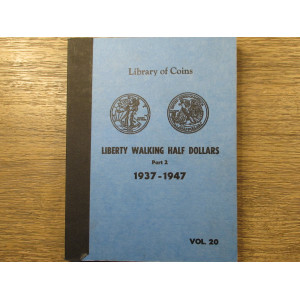 Library of Coins
LIBERTY WALKING HALF DOLLARS
Part 2
1937-1947
VOL. 20